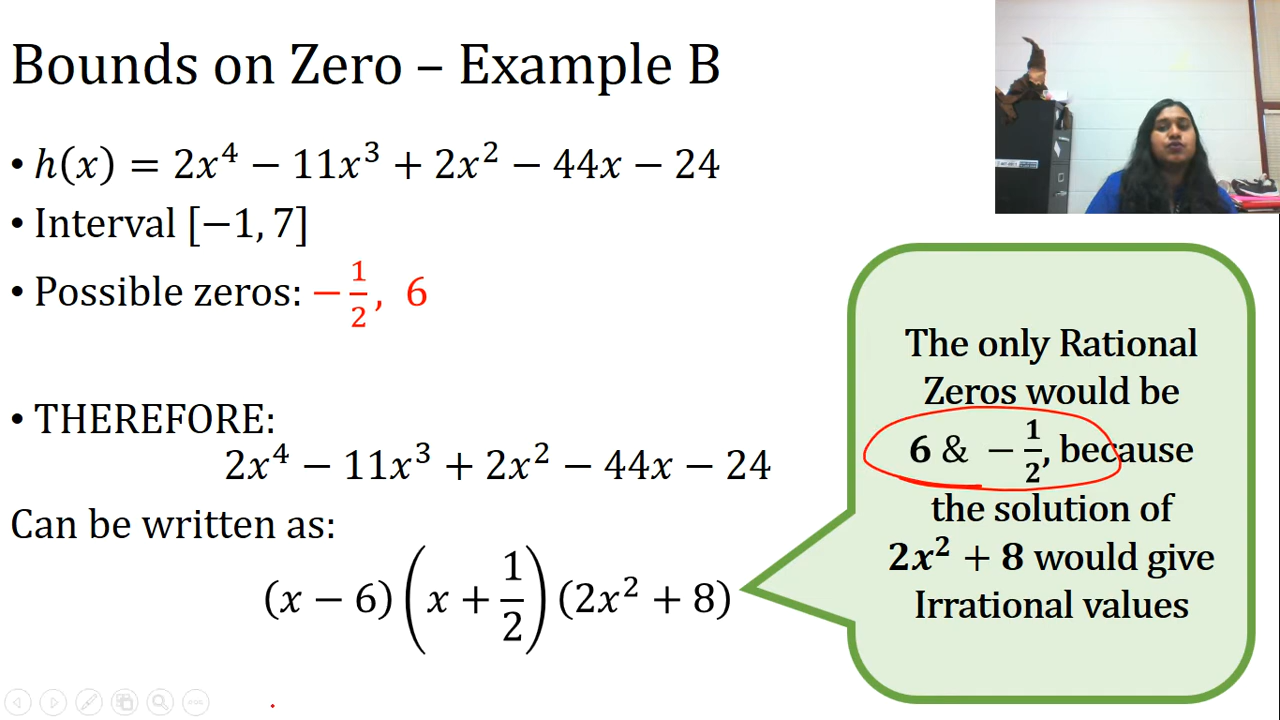 Bounds on Zero – Example B
• h(x) = 2x⁴ − 11x³ + 2x² − 44x − 24
• Interval [−1, 7]
• Possible zeros: −1/2, 6
• THEREFORE:
2x⁴ − 11x³ + 2x² − 44x − 24
Can be written as:
(x − 6)(x + 1/2)(2x² + 8)
The only Rational
Zeros would be
6 & −1/2, because
the solution of
2x² + 8 would give
Irrational values